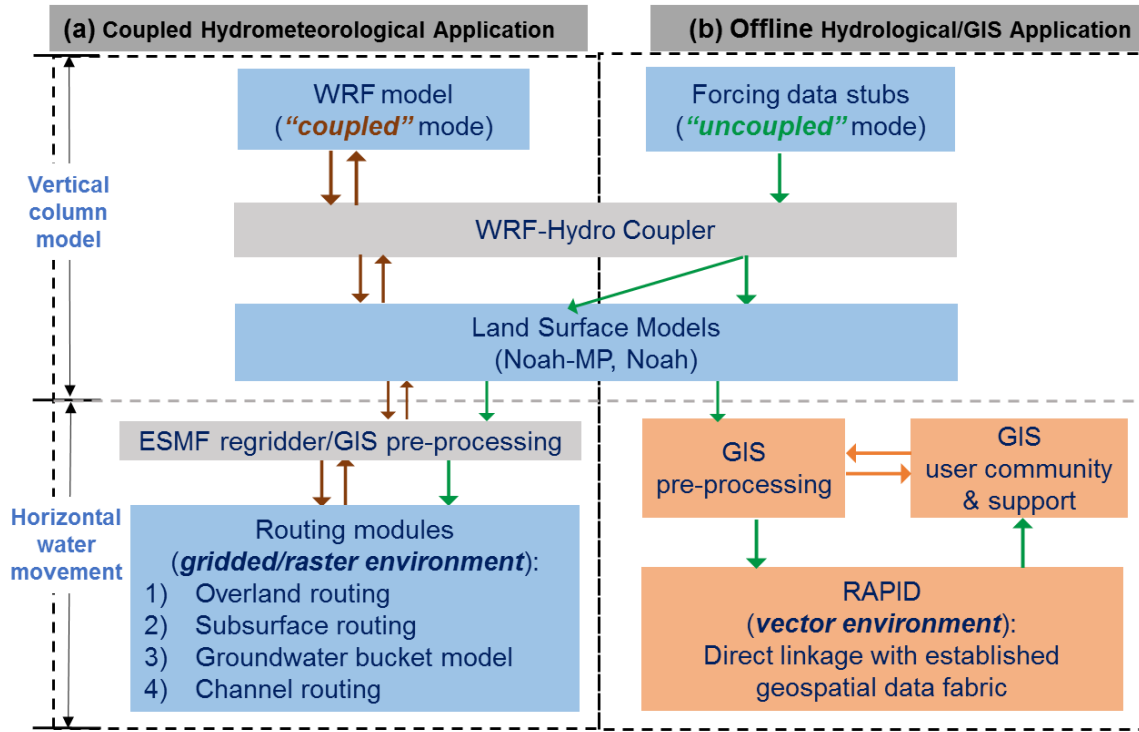 (a) Coupled Hydrometeorological Application
(b) Offline Hydrological/GIS Application
WRF model
(“coupled” mode)
Forcing data stubs
(“uncoupled” mode)
Vertical
column
model
WRF-Hydro Coupler
Land Surface Models
(Noah-MP, Noah)
ESMF regridder/GIS pre-processing
GIS
pre-processing
GIS
user community
& support
Horizontal
water
movement
Routing modules
(gridded/raster environment):
1) Overland routing
2) Subsurface routing
3) Groundwater bucket model
4) Channel routing
RAPID
(vector environment):
Direct linkage with established
geospatial data fabric